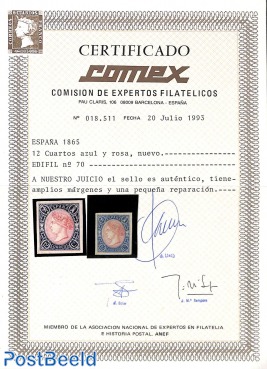 CERTIFICADO
comex
COMISION DE EXPERTOS FILATELICOS
PAU CLARIS, 106 08009 BARCELONA - ESPAÑA
Nº 018.511 FECHA 20 Julio 1993
ESPAÑA 1865
12 Cuartos azul y rosa, nuevo.
EDIFIL nº 70
A NUESTRO JUICIO el sello es auténtico, tiene
amplios márgenes y una pequeña reparación.
MIEMBRO DE LA ASOCIACION NACIONAL DE EXPERTOS EN FILATELIA
E HISTORIA POSTAL, ANEF.
PostBeeld